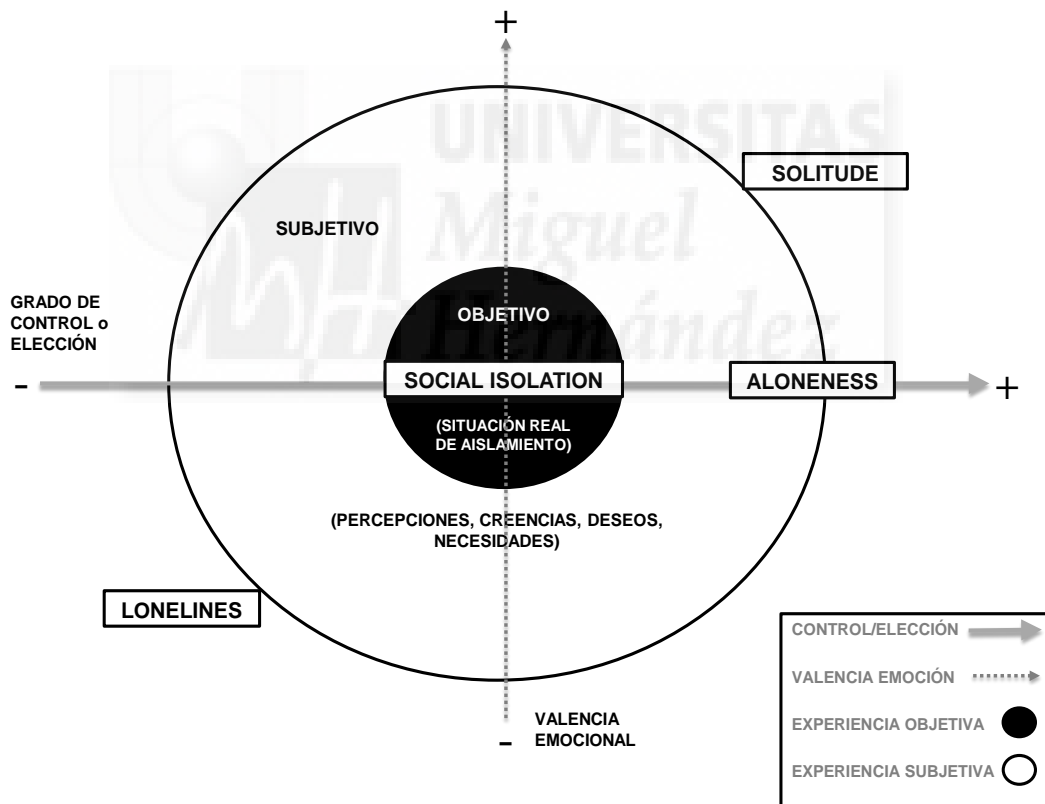 +
UNIVERSITAS
Miguel
Hernández
SOLITUDE
SUBJETIVO
GRADO DE
CONTROL o
ELECCIÓN
OBJETIVO
-
SOCIAL ISOLATION
ALONENESS
+
(SITUACIÓN REAL
DE AISLAMIENTO)
(PERCEPCIONES, CREENCIAS, DESEOS,
NECESIDADES)
LONELINES
-
VALENCIA
EMOCIONAL
CONTROL/ELECCIÓN
VALENCIA EMOCIÓN
EXPERIENCIA OBJETIVA
EXPERIENCIA SUBJETIVA